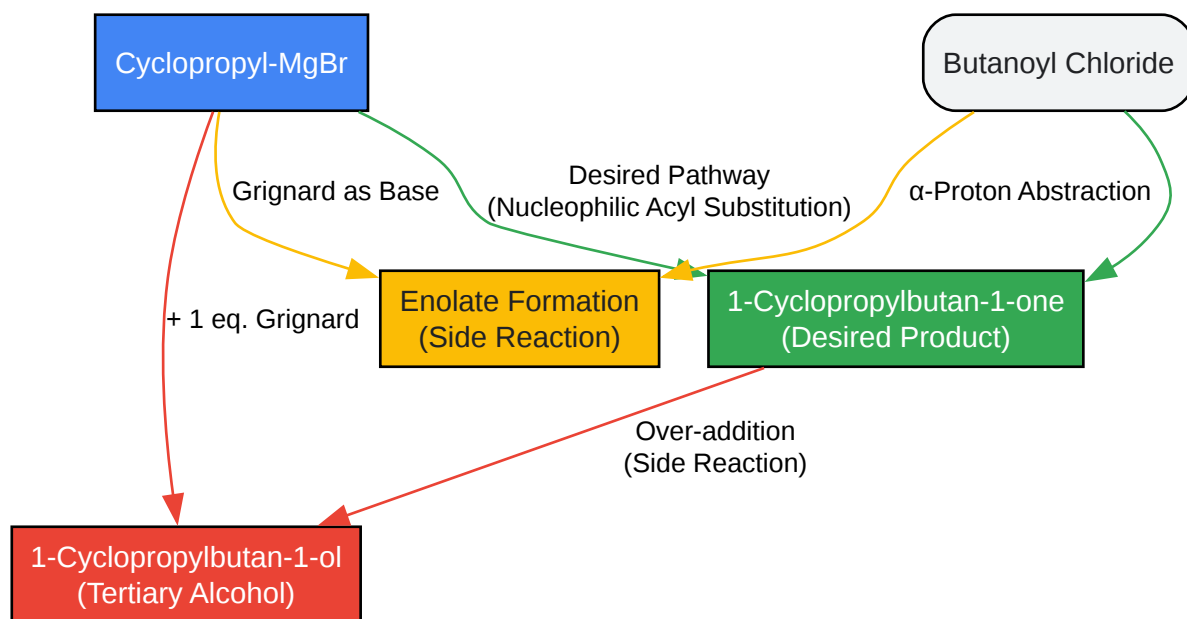 Cyclopropyl-MgBr
Butanoyl Chloride
Grignard as Base
Desired Pathway
(Nucleophilic Acyl Substitution)
α-Proton Abstraction
+ 1 eq. Grignard
Enolate Formation
(Side Reaction)
1-Cyclopropylbutan-1-one
(Desired Product)
Over-addition
(Side Reaction)
1-Cyclopropylbutan-1-ol
(Tertiary Alcohol)